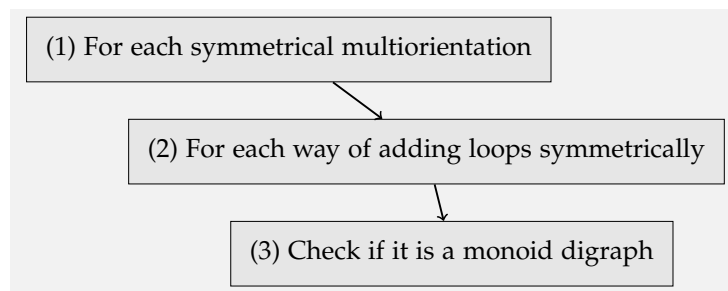 (1) For each symmetrical multiorientation
(2) For each way of adding loops symmetrically
(3) Check if it is a monoid digraph